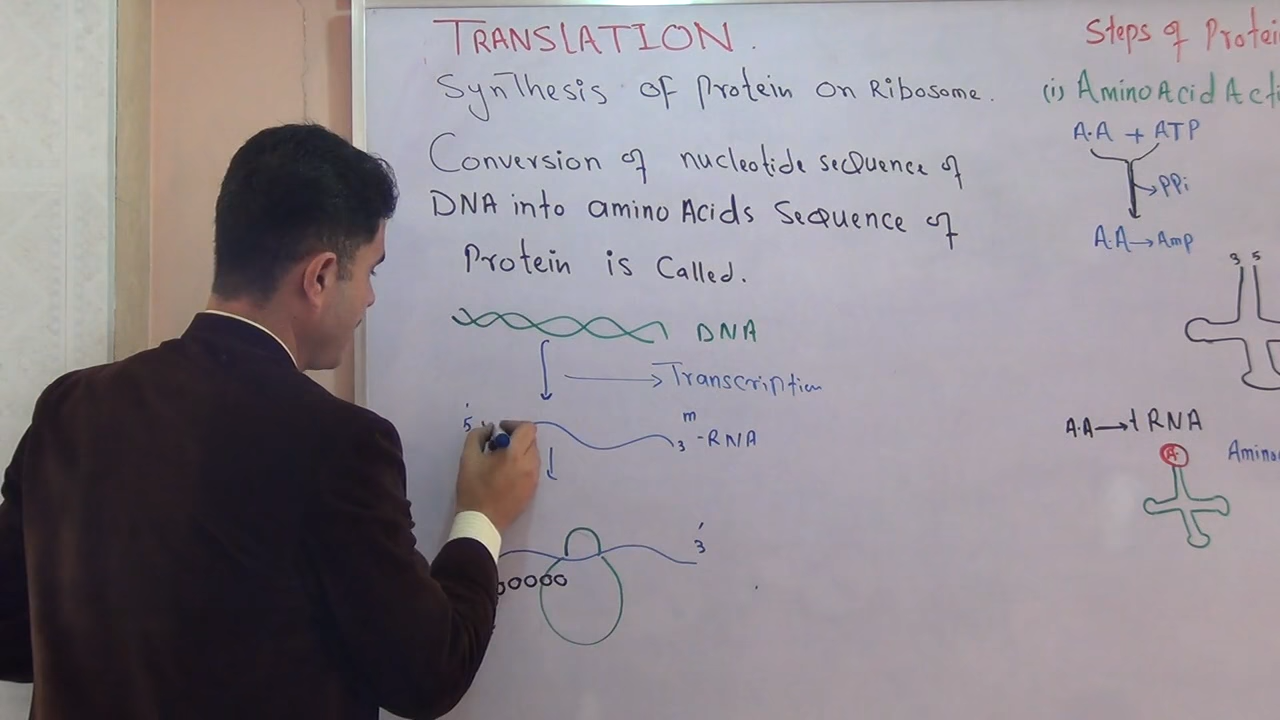 TRANSLATION.
Synthesis of protein on Ribosome.
Conversion of nucleotide sequence of
DNA into amino Acids Sequence of
Protein is Called.
DNA
Transcription
5'
3
m
-RNA
3'
Steps of Protei
(i) Amino Acid Acti
A.A + ATP
PPi
A.A→Amp
3 5
A.A→tRNA
A.
Amino